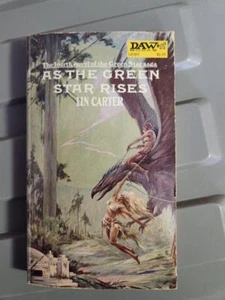 DAW
The fourth novel of the Green Star saga
AS THE GREEN
STAR RISES
LIN CARTER